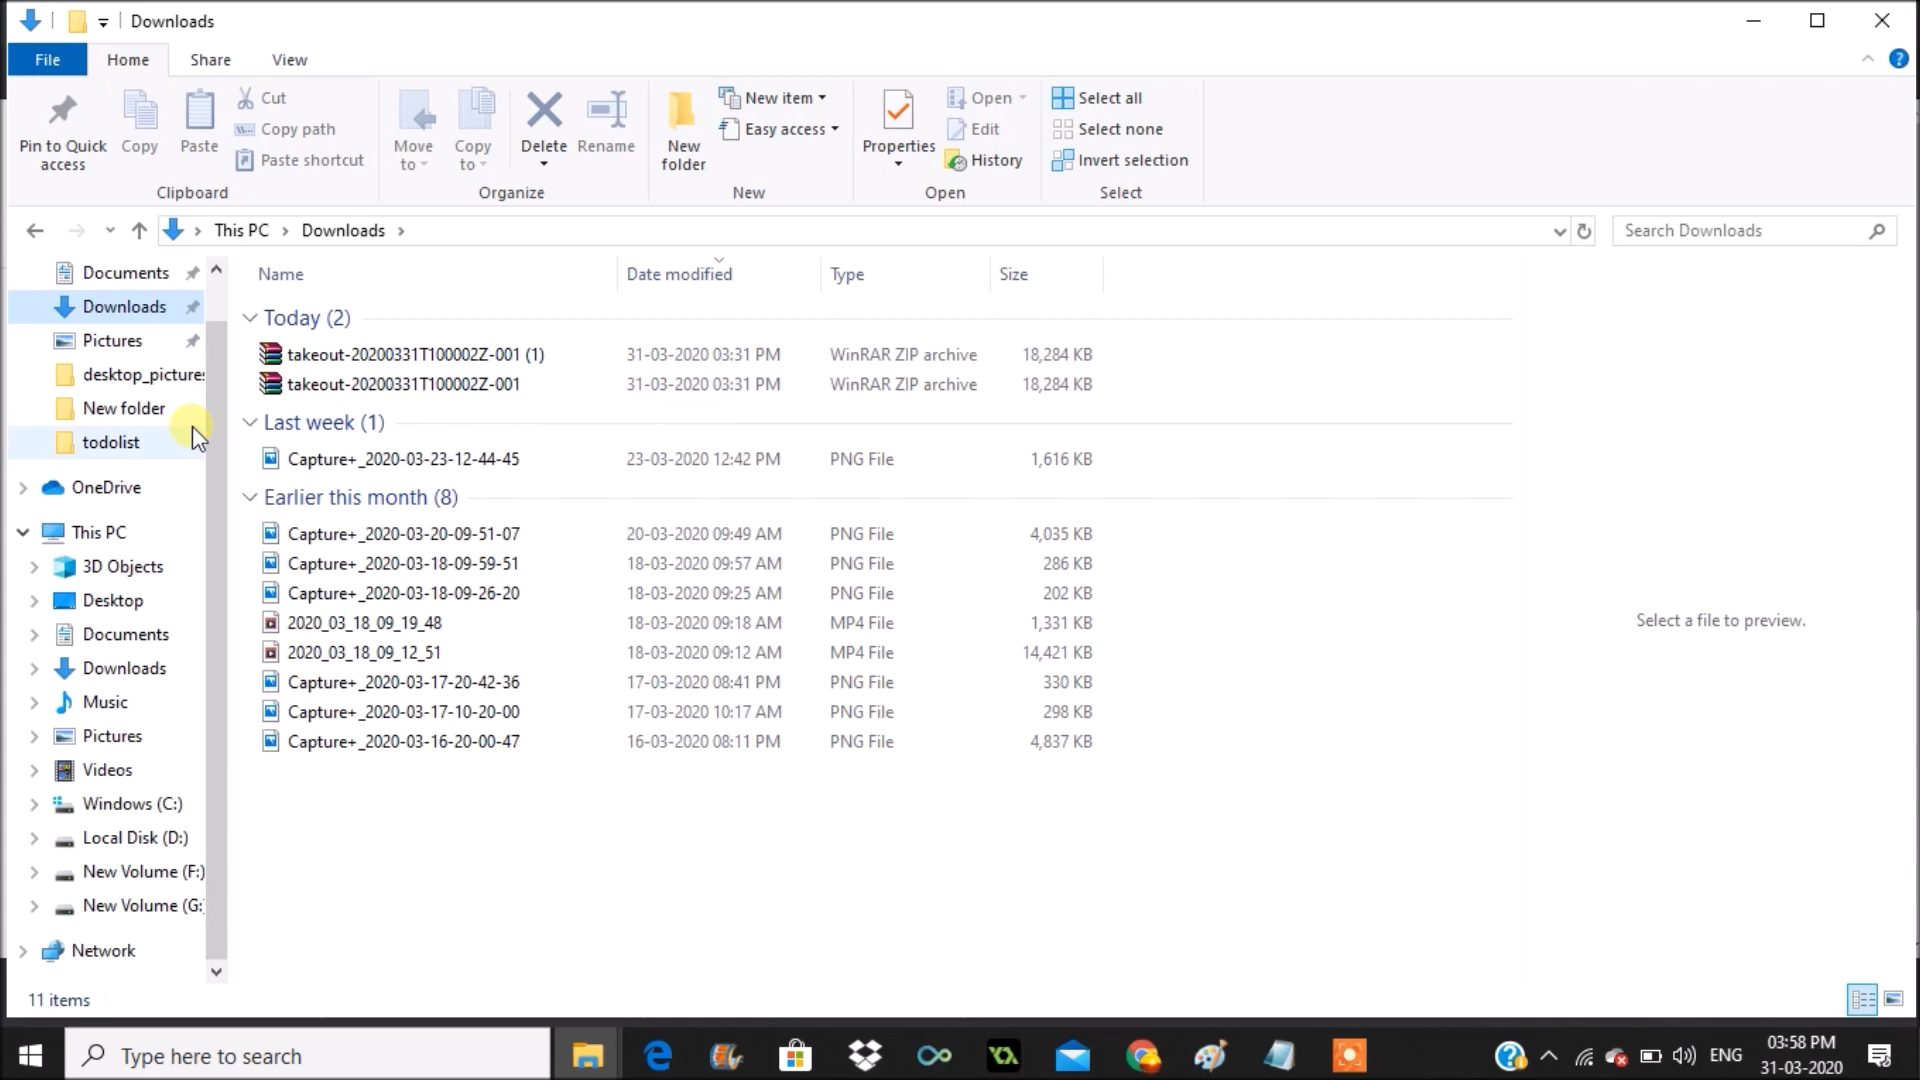 Downloads
File Home Share View
Pin to Quick access
Copy
Paste
Cut
Copy path
Paste shortcut
Clipboard
Move to
Copy to
Delete
Rename
Organize
New folder
New item
Easy access
New
Properties
Open
Edit
History
Open
Select all
Select none
Invert selection
Select
This PC Downloads
Search Downloads
Documents
Downloads
Pictures
desktop_pictures
New folder
todolist
OneDrive
This PC
3D Objects
Desktop
Documents
Downloads
Music
Pictures
Videos
Windows (C:)
Local Disk (D:)
New Volume (F:)
New Volume (G:
Network
Name Date modified Type Size
Today (2)
takeout-20200331T100002Z-001 (1) 31-03-2020 03:31 PM WinRAR ZIP archive 18,284 KB
takeout-20200331T100002Z-001 31-03-2020 03:31 PM WinRAR ZIP archive 18,284 KB
Last week (1)
Capture+_2020-03-23-12-44-45 23-03-2020 12:42 PM PNG File 1,616 KB
Earlier this month (8)
Capture+_2020-03-20-09-51-07 20-03-2020 09:49 AM PNG File 4,035 KB
Capture+_2020-03-18-09-59-51 18-03-2020 09:57 AM PNG File 286 KB
Capture+_2020-03-18-09-26-20 18-03-2020 09:25 AM PNG File 202 KB
2020_03_18_09_19_48 18-03-2020 09:18 AM MP4 File 1,331 KB
2020_03_18_09_12_51 18-03-2020 09:12 AM MP4 File 14,421 KB
Capture+_2020-03-17-20-42-36 17-03-2020 08:41 PM PNG File 330 KB
Capture+_2020-03-17-10-20-00 17-03-2020 10:17 AM PNG File 298 KB
Capture+_2020-03-16-20-00-47 16-03-2020 08:11 PM PNG File 4,837 KB
Select a file to preview.
11 items
Type here to search
ENG
03:58 PM
31-03-2020